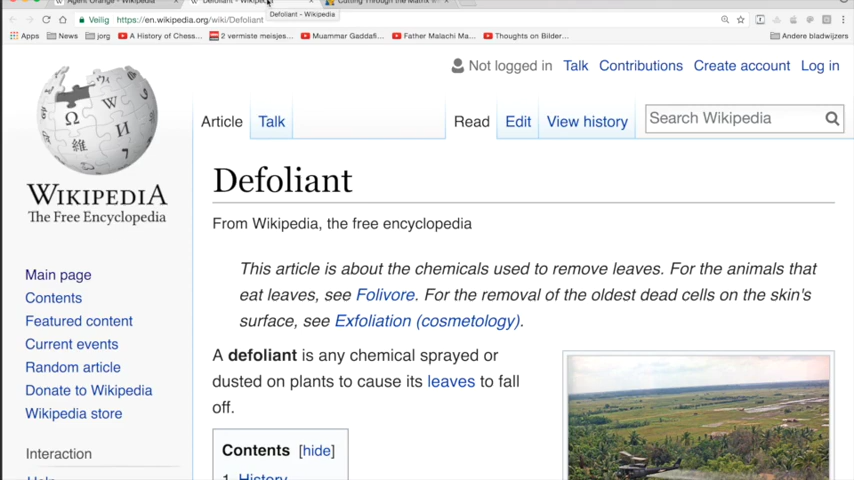 Agent Orange - Wikipedia
Defoliant - Wikipedia
Cutting Through the Matrix
Defoliant - Wikipedia
Veilig
https://en.wikipedia.org/wiki/Defoliant
Apps
News
jorg
A History of Chess...
2 vermiste meisjes...
Muammar Gaddafi...
Father Malachi Ma...
Thoughts on Bilder...
Andere bladwijzers
Not logged in Talk Contributions Create account Log in
Article Talk Read Edit View history Search Wikipedia
WIKIPEDIA
The Free Encyclopedia
Defoliant
From Wikipedia, the free encyclopedia
This article is about the chemicals used to remove leaves. For the animals that
eat leaves, see Folivore. For the removal of the oldest dead cells on the skin's
surface, see Exfoliation (cosmetology).
A defoliant is any chemical sprayed or
dusted on plants to cause its leaves to fall
off.
Contents [hide]
1 History
Main page
Contents
Featured content
Current events
Random article
Donate to Wikipedia
Wikipedia store
Interaction
Help